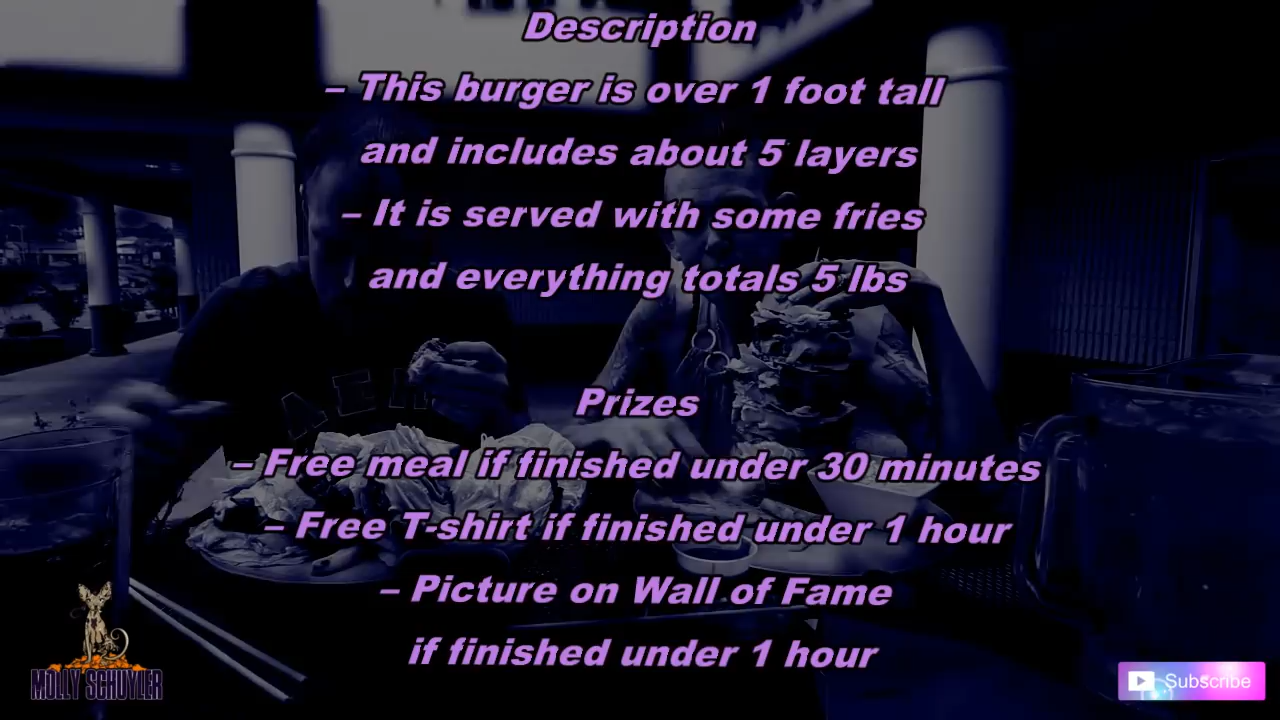 Description
– This burger is over 1 foot tall
and includes about 5 layers
– It is served with some fries
and everything totals 5 lbs
Prizes
– Free meal if finished under 30 minutes
– Free T-shirt if finished under 1 hour
– Picture on Wall of Fame
if finished under 1 hour
MOLLY SCHUYLER
Subscribe